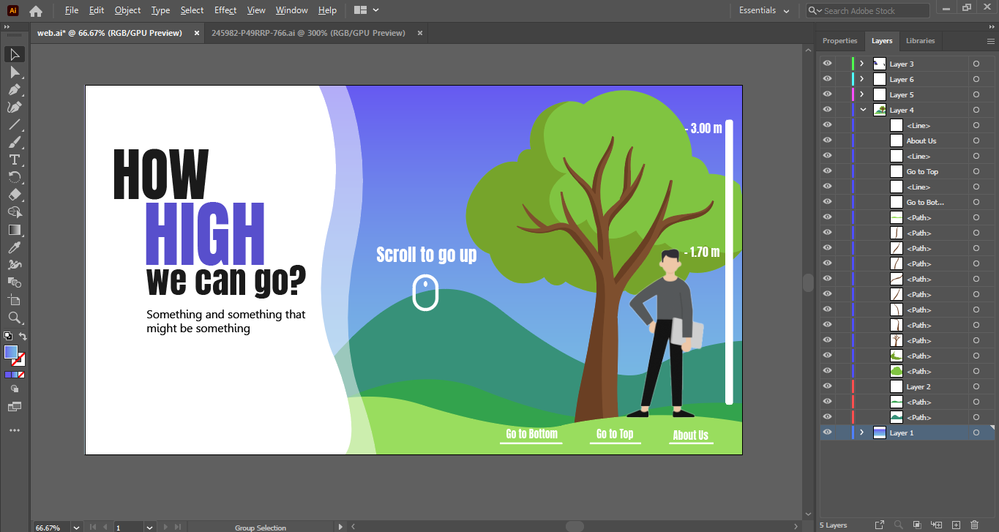 Ai
File Edit Object Type Select Effect View Window Help
Essentials
Search Adobe Stock
web.ai* @ 66.67% (RGB/GPU Preview) ×
245982-P49RRP-766.ai @ 300% (RGB/GPU Preview) ×
HOW
HIGH
we can go?
Something and something that
might be something
Scroll to go up
- 3.00 m
- 1.70 m
Go to Bottom
Go to Top
About Us
Properties Layers Libraries
Layer 3
Layer 6
Layer 5
Layer 4
<Line>
About Us
<Line>
Go to Top
<Line>
Go to Bot...
<Path>
<Path>
<Path>
<Path>
<Path>
<Path>
<Path>
<Path>
<Path>
<Path>
<Path>
Layer 2
<Path>
<Path>
Layer 1
5 Layers
66.67%
1
Group Selection